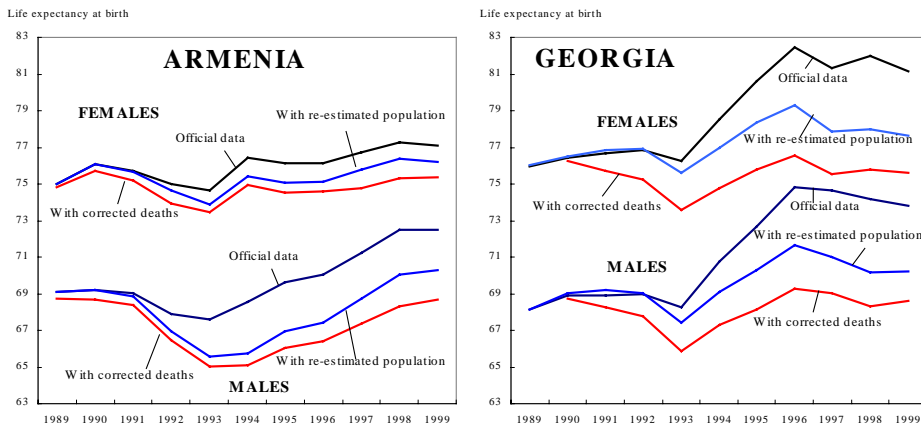 Life expectancy at birth
83
81
79
77
75
73
71
69
67
65
63
ARMENIA
FEMALES
With re-estimated population
Official data
With corrected deaths
Official data
With re-estimated population
With corrected deaths
MALES
1989 1990 1991 1992 1993 1994 1995 1996 1997 1998 1999
Life expectancy at birth
83
81
79
77
75
73
71
69
67
65
63
GEORGIA
Official data
FEMALES
With re-estimated population
With corrected deaths
Official data
With re-estimated population
MALES
With corrected deaths
1989 1990 1991 1992 1993 1994 1995 1996 1997 1998 1999